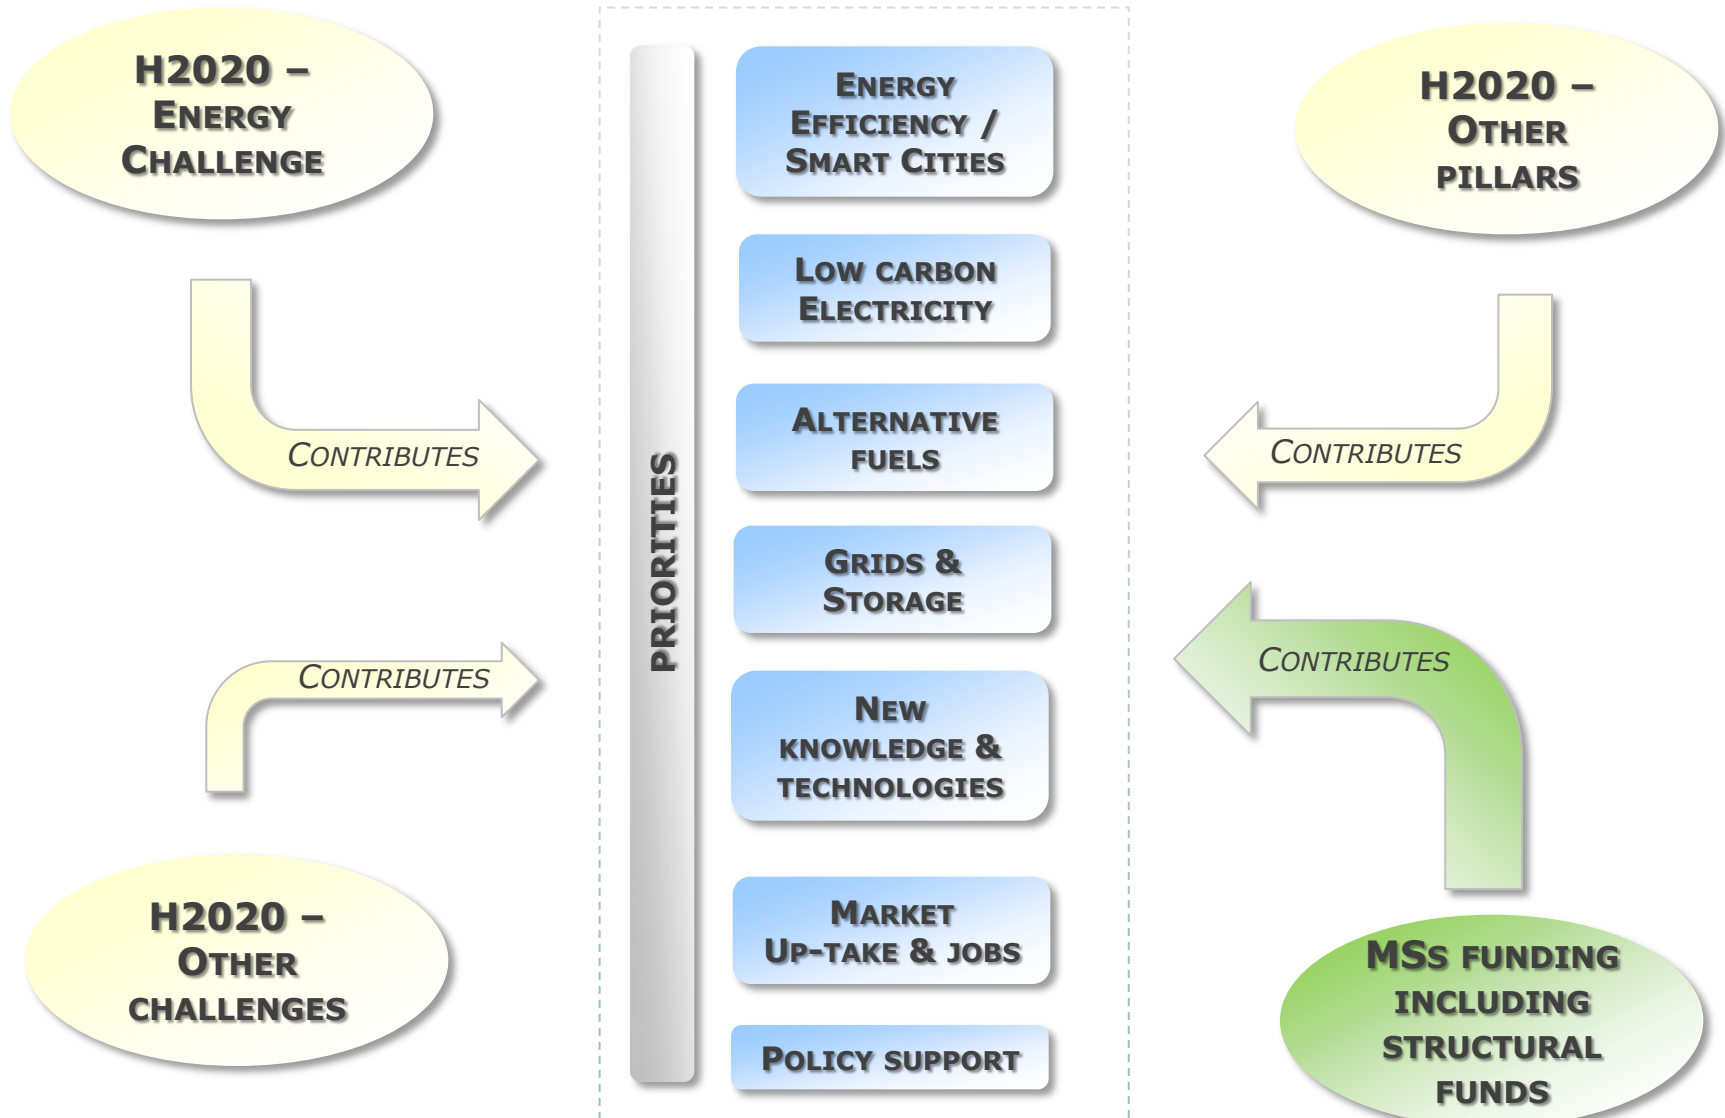 H2020 –
ENERGY
CHALLENGE
CONTRIBUTES
CONTRIBUTES
H2020 –
OTHER
CHALLENGES
PRIORITIES
ENERGY
EFFICIENCY /
SMART CITIES
LOW CARBON
ELECTRICITY
ALTERNATIVE
FUELS
GRIDS &
STORAGE
NEW
KNOWLEDGE &
TECHNOLOGIES
MARKET
UP-TAKE & JOBS
POLICY SUPPORT
H2020 –
OTHER
PILLARS
CONTRIBUTES
CONTRIBUTES
MSS FUNDING
INCLUDING
STRUCTURAL
FUNDS